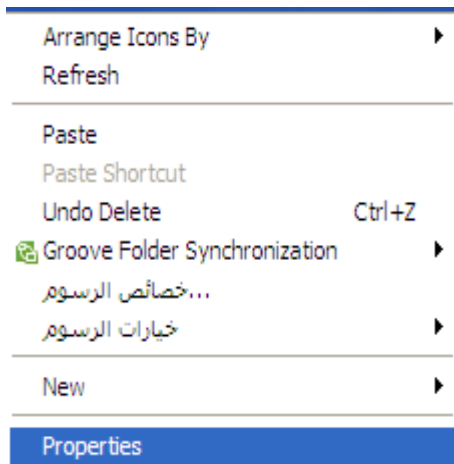 Arrange Icons By
Refresh
Paste
Paste Shortcut
Undo Delete Ctrl+Z
Groove Folder Synchronization
خصائص الرسوم...
خيارات الرسوم
New
Properties